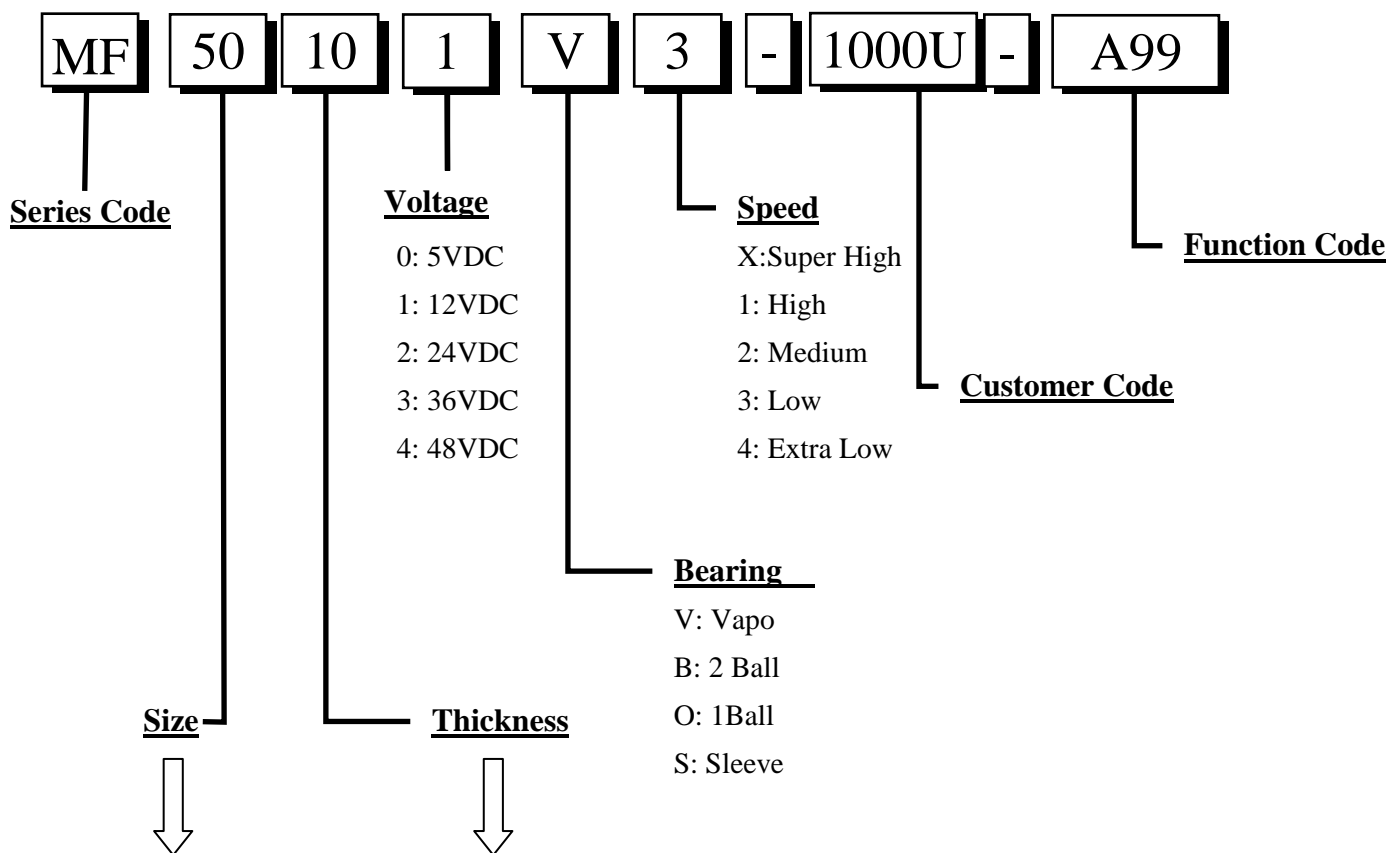 MF 50 10 1 V 3 - 1000U - A99
Series Code
Voltage
0: 5VDC
1: 12VDC
2: 24VDC
3: 36VDC
4: 48VDC
Speed
X:Super High
1: High
2: Medium
3: Low
4: Extra Low
Function Code
Customer Code
Bearing
V: Vapo
B: 2 Ball
O: 1Ball
S: Sleeve
Size
Thickness